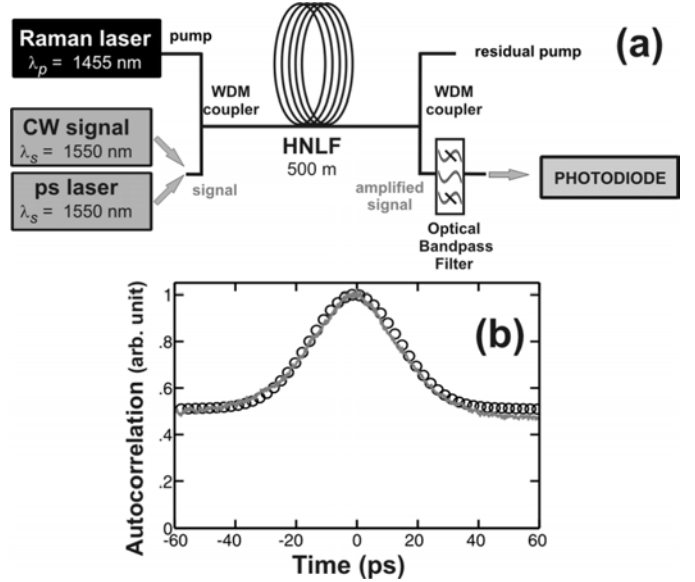 Raman laser
λp = 1455 nm
pump
residual pump
(a)
WDM
coupler
WDM
coupler
CW signal
λs = 1550 nm
HNLF
500 m
ps laser
λs = 1550 nm
signal
amplified
signal
PHOTODIODE
Optical
Bandpass
Filter
(b)
Autocorrelation (arb. unit)
1
.8
.6
.4
.2
0
-60 -40 -20 0 20 40 60
Time (ps)